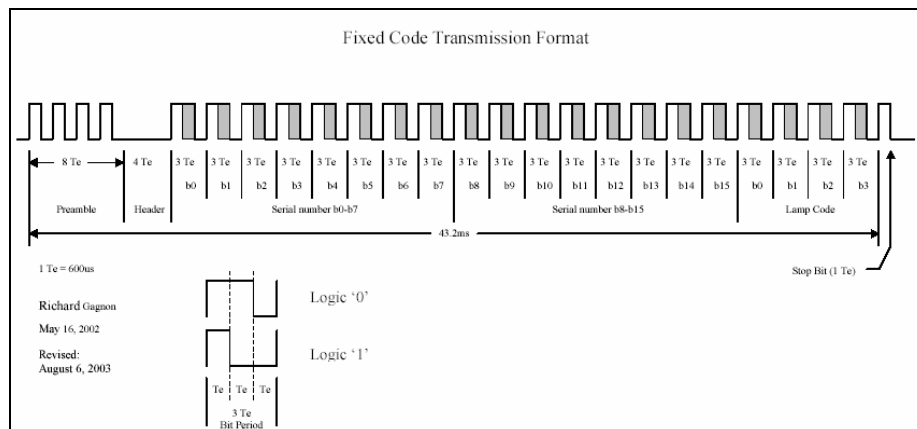 Fixed Code Transmission Format
8 Te 4 Te 3 Te 3 Te 3 Te 3 Te 3 Te 3 Te 3 Te 3 Te 3 Te 3 Te 3 Te 3 Te 3 Te 3 Te 3 Te 3 Te 3 Te 3 Te 3 Te 3 Te
b0 b1 b2 b3 b4 b5 b6 b7 b8 b9 b10 b11 b12 b13 b14 b15 b0 b1 b2 b3
Preamble Header Serial number b0-b7 Serial number b8-b15 Lamp Code
43.2ms
1 Te = 600us
Stop Bit (1 Te)
Richard Gagnon
May 16, 2002
Revised:
August 6, 2003
Logic ‘0’
Logic ‘1’
Te Te Te
3 Te
Bit Period